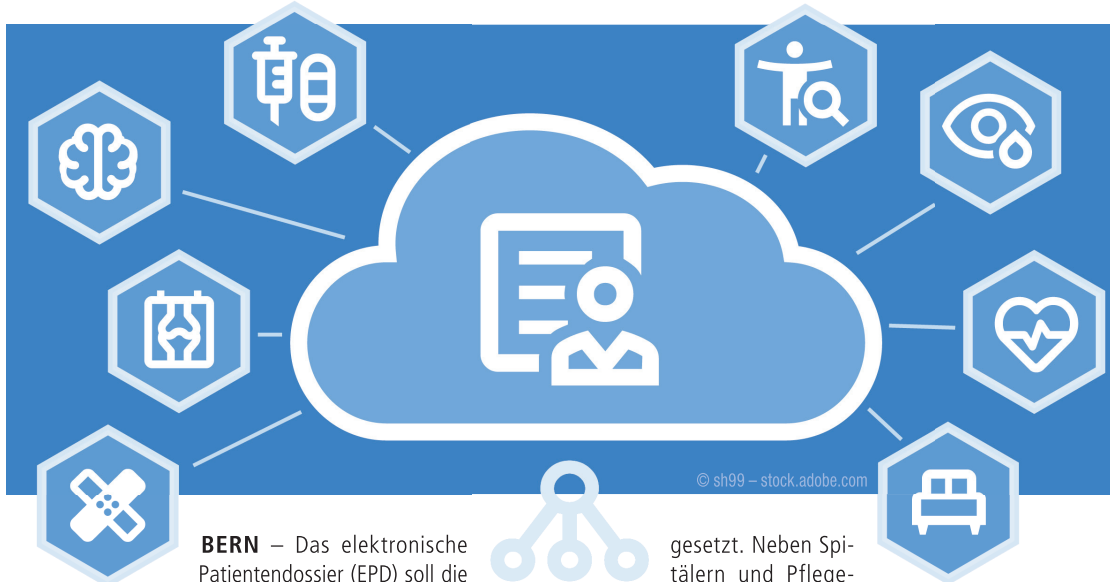 © sh99 – stock.adobe.com
BERN – Das elektronische
Patientendossier (EPD) soll die
gesetzt. Neben Spi-
tälern und Pflege-